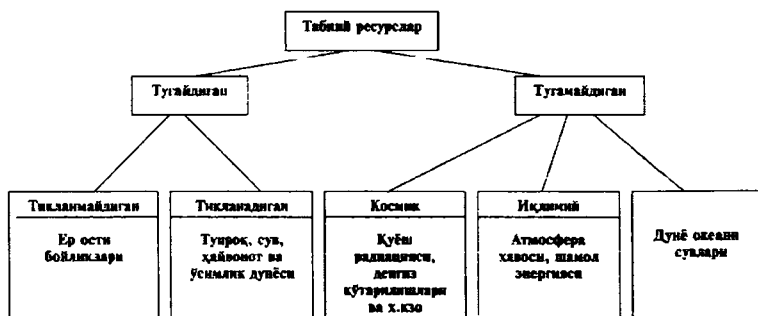 Табиий ресурслар
Тугайдиган
Тугамайдиган
Тикланмайдиган
Ер ости
бойликлари
Тикланадиган
Тупроқ, сув,
ҳайвонот ва
ўсимлик дунёси
Космик
Қуёш
радиацияси,
денгиз
кўтарилишлари
ва ҳ.кзо
Иқлимий
Атмосфера
ҳавоси, шамол
энергияси
Дунё океани
сувлари